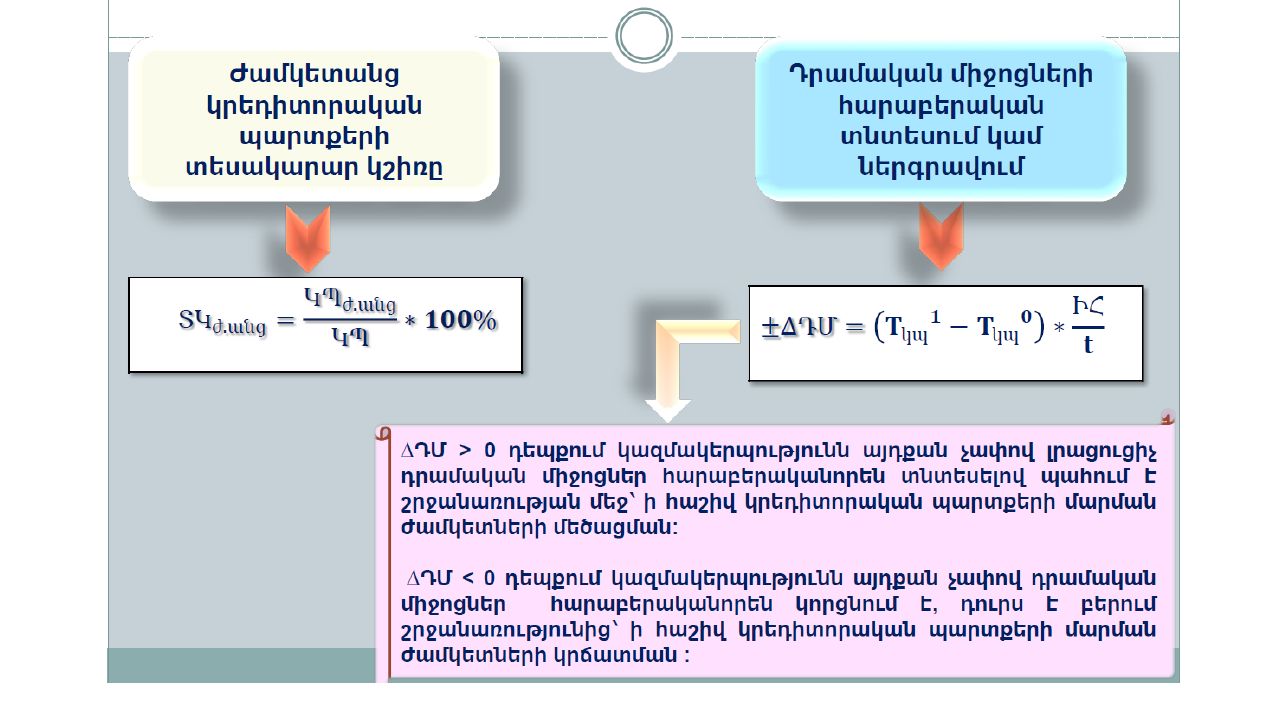 Ժամկետանց
կրեդիտորական
պարտքերի
տեսակարար կշիռը
Դրամական միջոցների
հարաբերական
տնտեսում կամ
ներգրավում
ՏԿժ.անց = ԿՊժ.անց / ԿՊ * 100%
±ΔԴՄ = (Tկպ¹ − Tկպ⁰) * ԻՀ / t
∆ԴՄ > 0 դեպքում կազմակերպությունն այդքան չափով լրացուցիչ
դրամական միջոցներ հարաբերականորեն տնտեսելով պահում է
շրջանառության մեջ՝ ի հաշիվ կրեդիտորական պարտքերի մարման
ժամկետների մեծացման:
∆ԴՄ < 0 դեպքում կազմակերպությունն այդքան չափով դրամական
միջոցներ հարաբերականորեն կորցնում է, դուրս է բերում
շրջանառությունից՝ ի հաշիվ կրեդիտորական պարտքերի մարման
ժամկետների կրճատման :